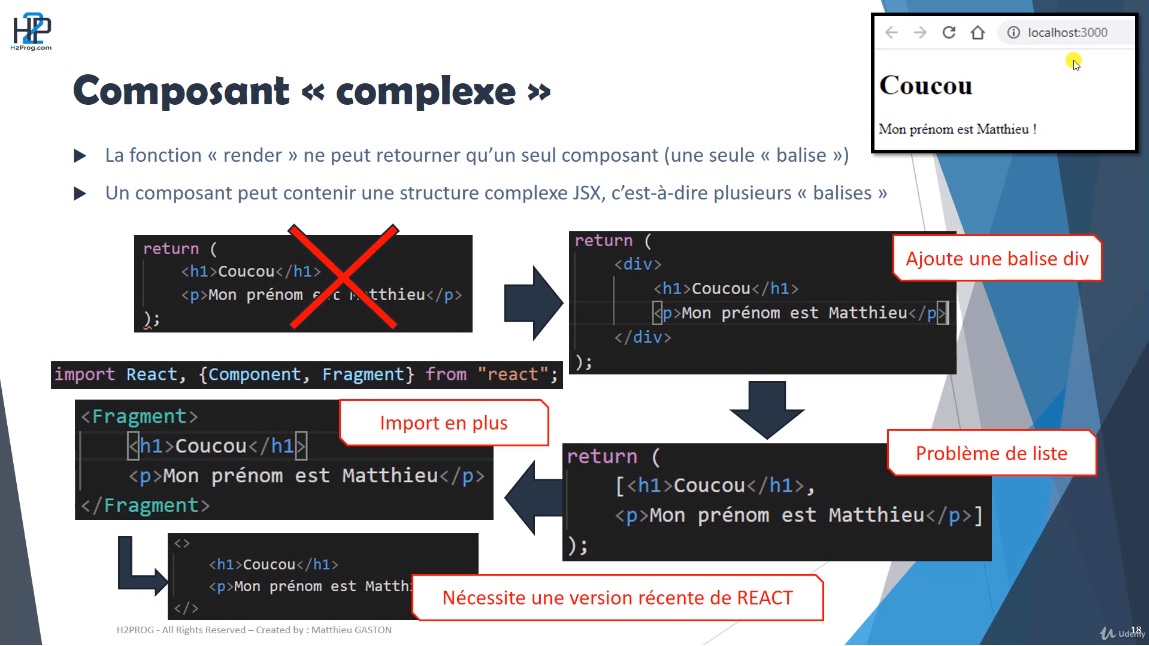 H2P
H2Prog.com
localhost:3000
Coucou
Mon prénom est Matthieu !
Composant « complexe »
La fonction « render » ne peut retourner qu'un seul composant (une seule « balise »)
Un composant peut contenir une structure complexe JSX, c'est-à-dire plusieurs « balises »
return (
<h1>Coucou</h1>
<p>Mon prénom est Matthieu</p>
);
return (
<div>
<h1>Coucou</h1>
<p>Mon prénom est Matthieu</p>
</div>
);
Ajoute une balise div
return (
[<h1>Coucou</h1>,
<p>Mon prénom est Matthieu</p>]
);
Problème de liste
import React, {Component, Fragment} from "react";
<Fragment>
<h1>Coucou</h1>
<p>Mon prénom est Matthieu</p>
</Fragment>
Import en plus
<>
<h1>Coucou</h1>
<p>Mon prénom est Matth
</>
Nécessite une version récente de REACT
H2PROG - All Rights Reserved – Created by : Matthieu GASTON
18
Udemy